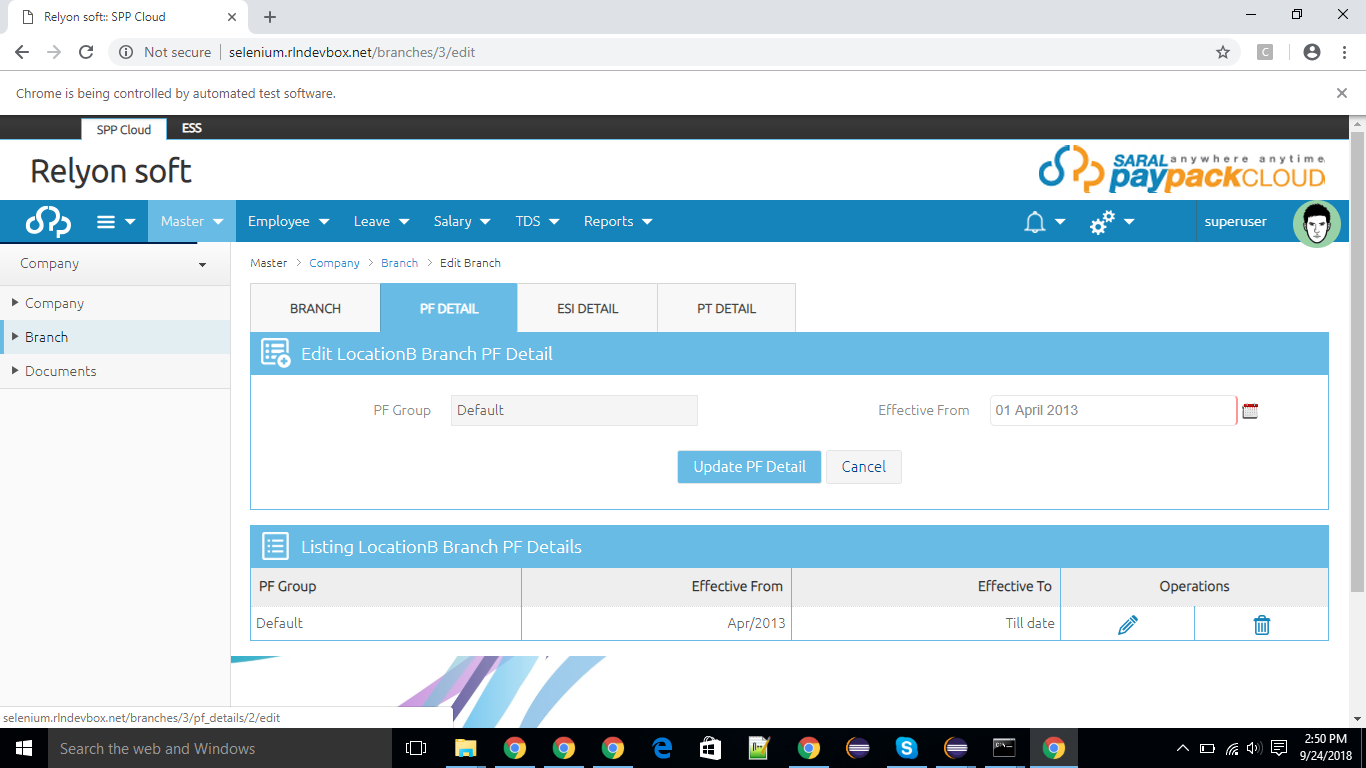 Relyon soft:: SPP Cloud
Not secure selenium.rlndevbox.net/branches/3/edit
C
Chrome is being controlled by automated test software.
SPP Cloud ESS
Relyon soft
SARAL anywhere anytime
paypackCLOUD
Master Employee Leave Salary TDS Reports superuser
Company
Company
Branch
Documents
Master > Company > Branch > Edit Branch
BRANCH PF DETAIL ESI DETAIL PT DETAIL
Edit LocationB Branch PF Detail
PF Group Default Effective From 01 April 2013
Update PF Detail Cancel
Listing LocationB Branch PF Details
PF Group Effective From Effective To Operations
Default Apr/2013 Till date
selenium.rlndevbox.net/branches/3/pf_details/2/edit
Search the web and Windows
2:50 PM
9/24/2018